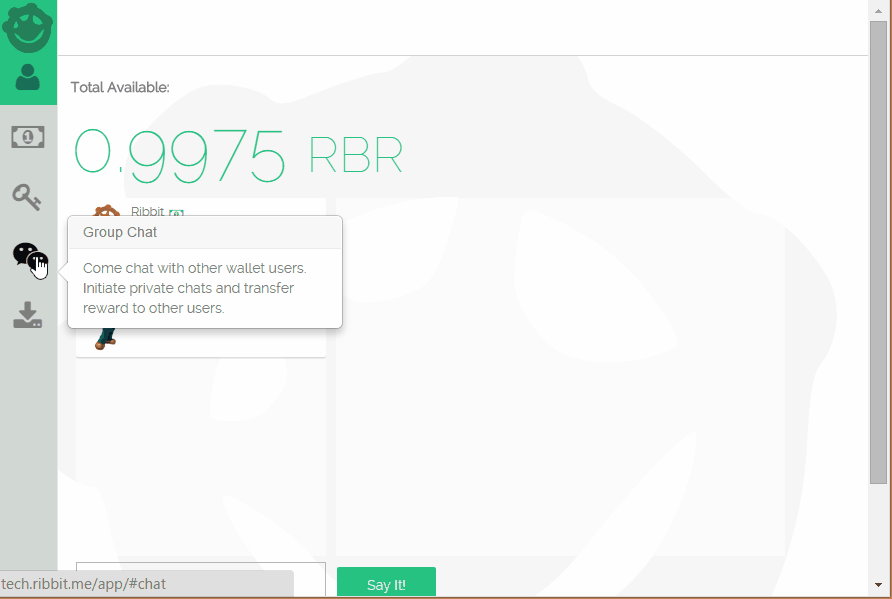 Total Available:
0.9975 RBR
Ribbit
Group Chat
Come chat with other wallet users.
Initiate private chats and transfer
reward to other users.
Say It!
tech.ribbit.me/app/#chat